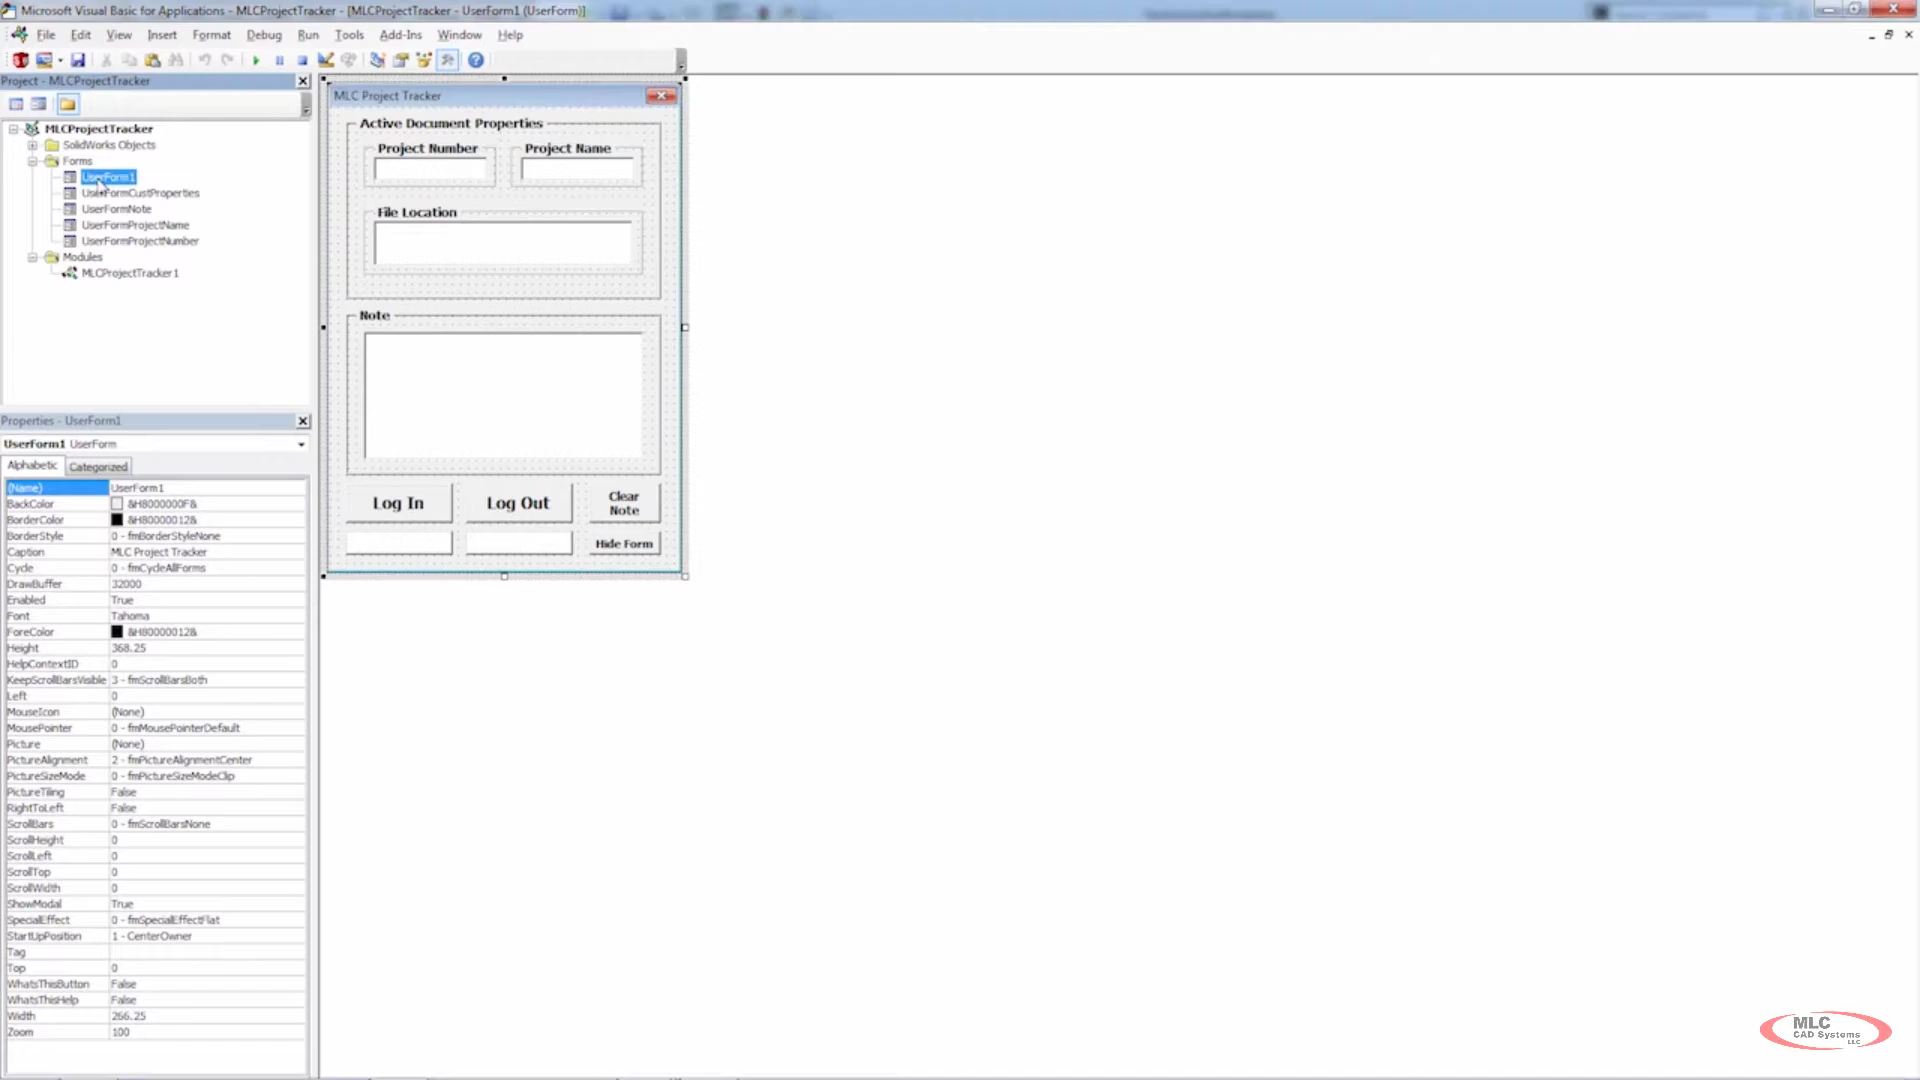 Microsoft Visual Basic for Applications - MLCProjectTracker - [MLCProjectTracker - UserForm1 (UserForm)]
File Edit View Insert Format Debug Run Tools Add-Ins Window Help
Project - MLCProjectTracker
MLCProjectTracker
SolidWorks Objects
Forms
UserForm1
UserFormCustProperties
UserFormNote
UserFormProjectName
UserFormProjectNumber
Modules
MLCProjectTracker1
MLC Project Tracker
Active Document Properties
Project Number Project Name
File Location
Note
Log In Log Out Clear Note
Hide Form
Properties - UserForm1
UserForm1 UserForm
Alphabetic Categorized
(Name) UserForm1
BackColor &H8000000F&
BorderColor &H80000012&
BorderStyle 0 - fmBorderStyleNone
Caption MLC Project Tracker
Cycle 0 - fmCycleAllForms
DrawBuffer 32000
Enabled True
Font Tahoma
ForeColor &H80000012&
Height 368.25
HelpContextID 0
KeepScrollBarsVisible 3 - fmScrollBarsBoth
Left 0
MouseIcon (None)
MousePointer 0 - fmMousePointerDefault
Picture (None)
PictureAlignment 2 - fmPictureAlignmentCenter
PictureSizeMode 0 - fmPictureSizeModeClip
PictureTiling False
RightToLeft False
ScrollBars 0 - fmScrollBarsNone
ScrollHeight 0
ScrollLeft 0
ScrollTop 0
ScrollWidth 0
ShowModal True
SpecialEffect 0 - fmSpecialEffectFlat
StartUpPosition 1 - CenterOwner
Tag
Top 0
WhatsThisButton False
WhatsThisHelp False
Width 266.25
Zoom 100
MLC
CAD Systems
LLC